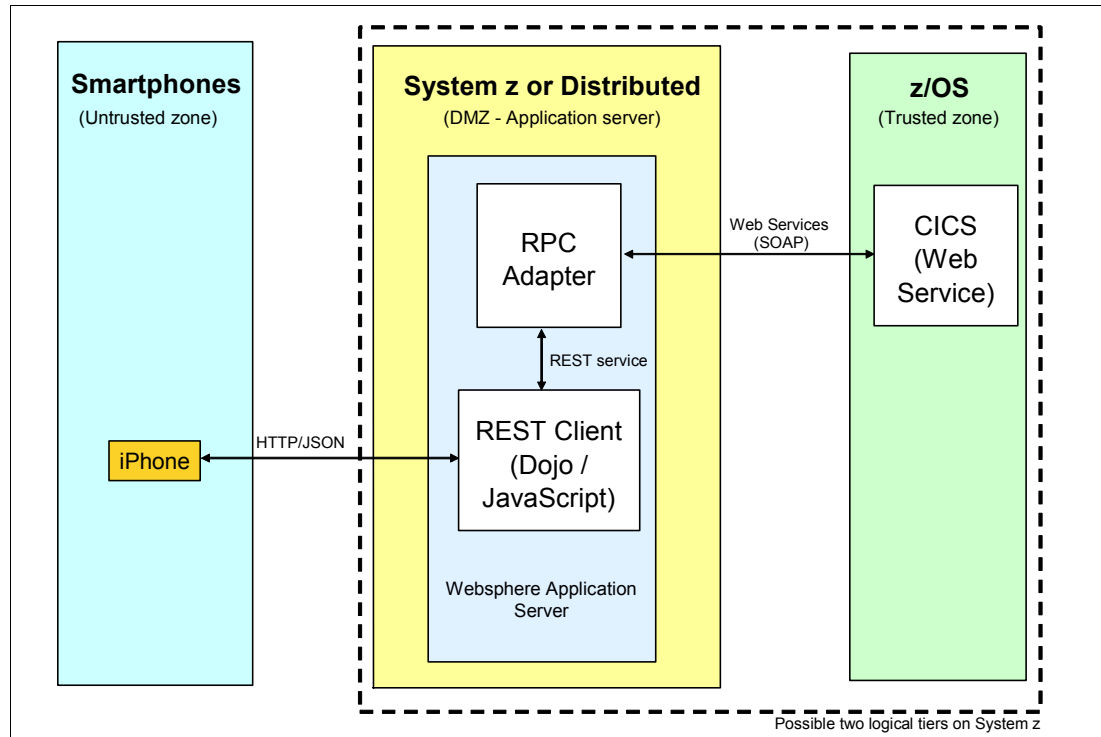 Smartphones
(Untrusted zone)
System z or Distributed
(DMZ - Application server)
z/OS
(Trusted zone)
RPC
Adapter
Web Services
(SOAP)
CICS
(Web
Service)
REST service
HTTP/JSON
iPhone
REST Client
(Dojo /
JavaScript)
Websphere Application
Server
Possible two logical tiers on System z